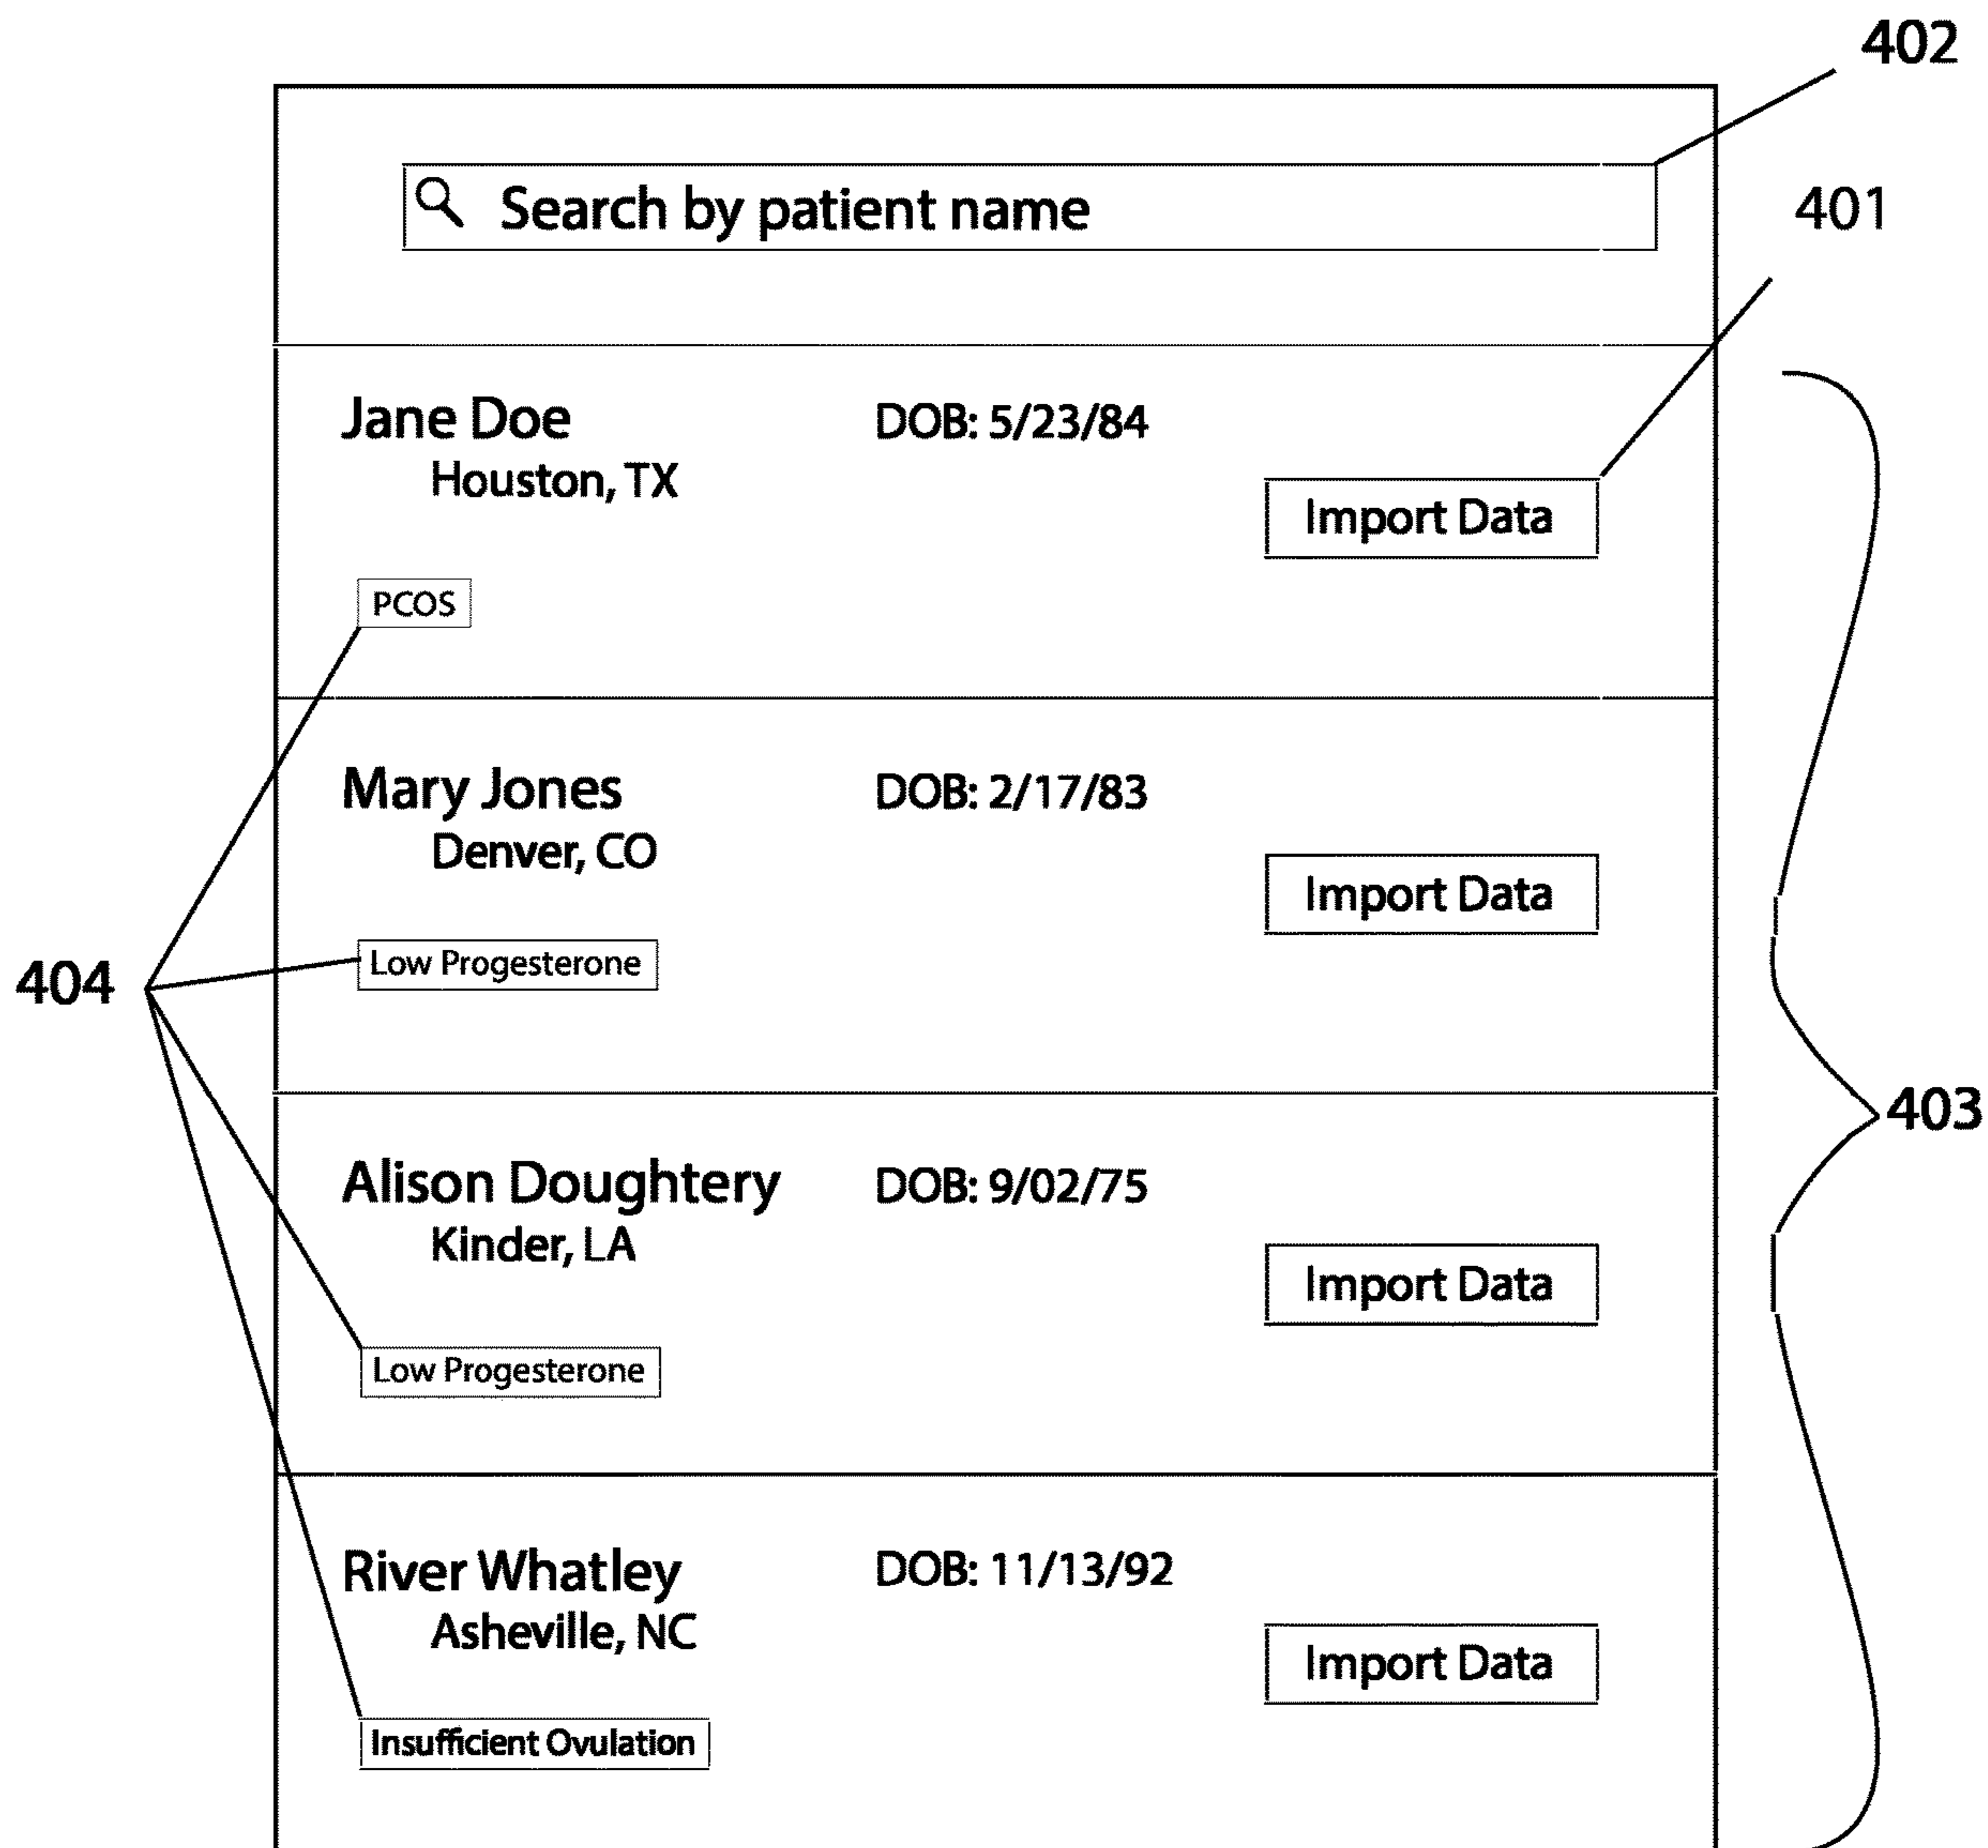 402
Search by patient name
401
Jane Doe DOB: 5/23/84
Houston, TX
Import Data
PCOS
Mary Jones DOB: 2/17/83
Denver, CO
Import Data
404
Low Progesterone
403
Alison Doughtery DOB: 9/02/75
Kinder, LA
Import Data
Low Progesterone
River Whatley DOB: 11/13/92
Asheville, NC
Import Data
Insufficient Ovulation